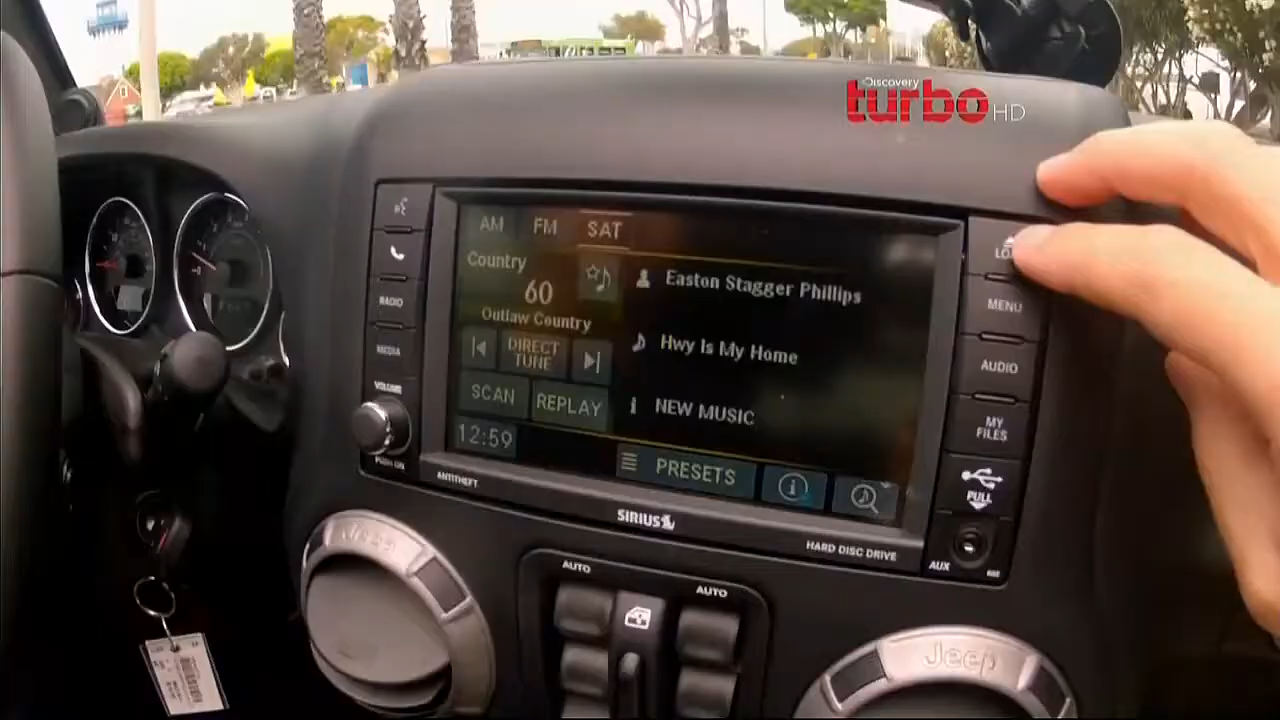 Discovery
turbo HD
AM FM SAT
Country
60
Outlaw Country
DIRECT
TUNE
SCAN REPLAY
12:59
Easton Stagger Phillips
Hwy Is My Home
NEW MUSIC
PRESETS
RADIO
MEDIA
VOLUME
PUSH ON
ANTITHEFT
SIRIUS
HARD DISC DRIVE
MENU
AUDIO
MY
FILES
PULL
AUX
AUTO
AUTO
Jeep
Jeep